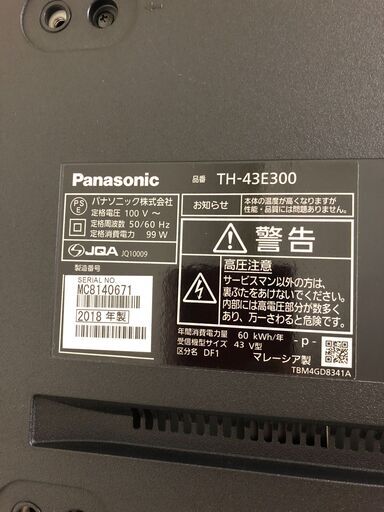 Panasonic 品番 TH-43E300
PSE
パナソニック株式会社
定格電圧 100 V ～
定格周波数 50/60 Hz
定格消費電力 99 W
JQA JQ10009
製造番号
SERIAL NO.
MO8140671
2018 年製
お知らせ
本体の温度が高くなりますが
性能・品質には問題ありません。
警告
高圧注意
サービスマン以外の方は、
裏ぶたをあけないでください。
内部には高電圧部分が数多く
あり、万一さわると危険です。
年間消費電力量 60 kWh/年
受信機型サイズ 43 V型
区分名 DF1
-p-
マレーシア製
TBM4GD8341A